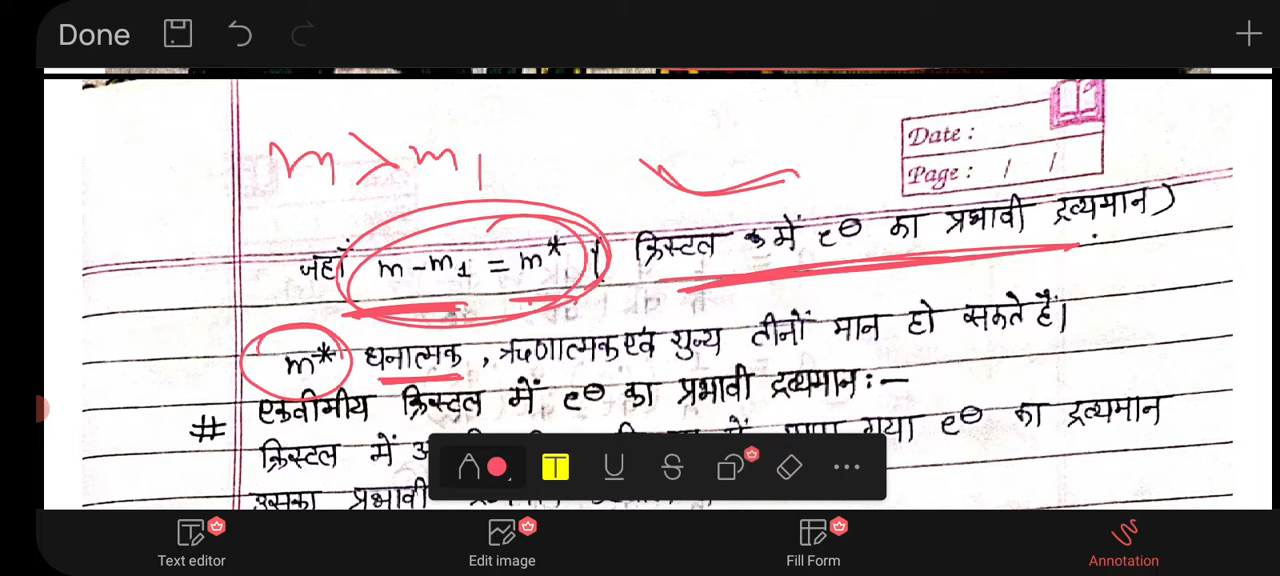 Done
m > m1
Date :
Page : / /
जहाँ m - m1 = m* ( क्रिस्टल में e⊖ का प्रभावी द्रव्यमान)
m* धनात्मक , ऋणात्मक एवं शुन्य तीनों मान हो सकते हैं।
# एकवीमीय क्रिस्टल में e⊖ का प्रभावी द्रव्यमान : —
क्रिस्टल में गया e⊖ का द्रव्यमान
उसका प्रभावी
T U S
Text editor
Edit image
Fill Form
Annotation